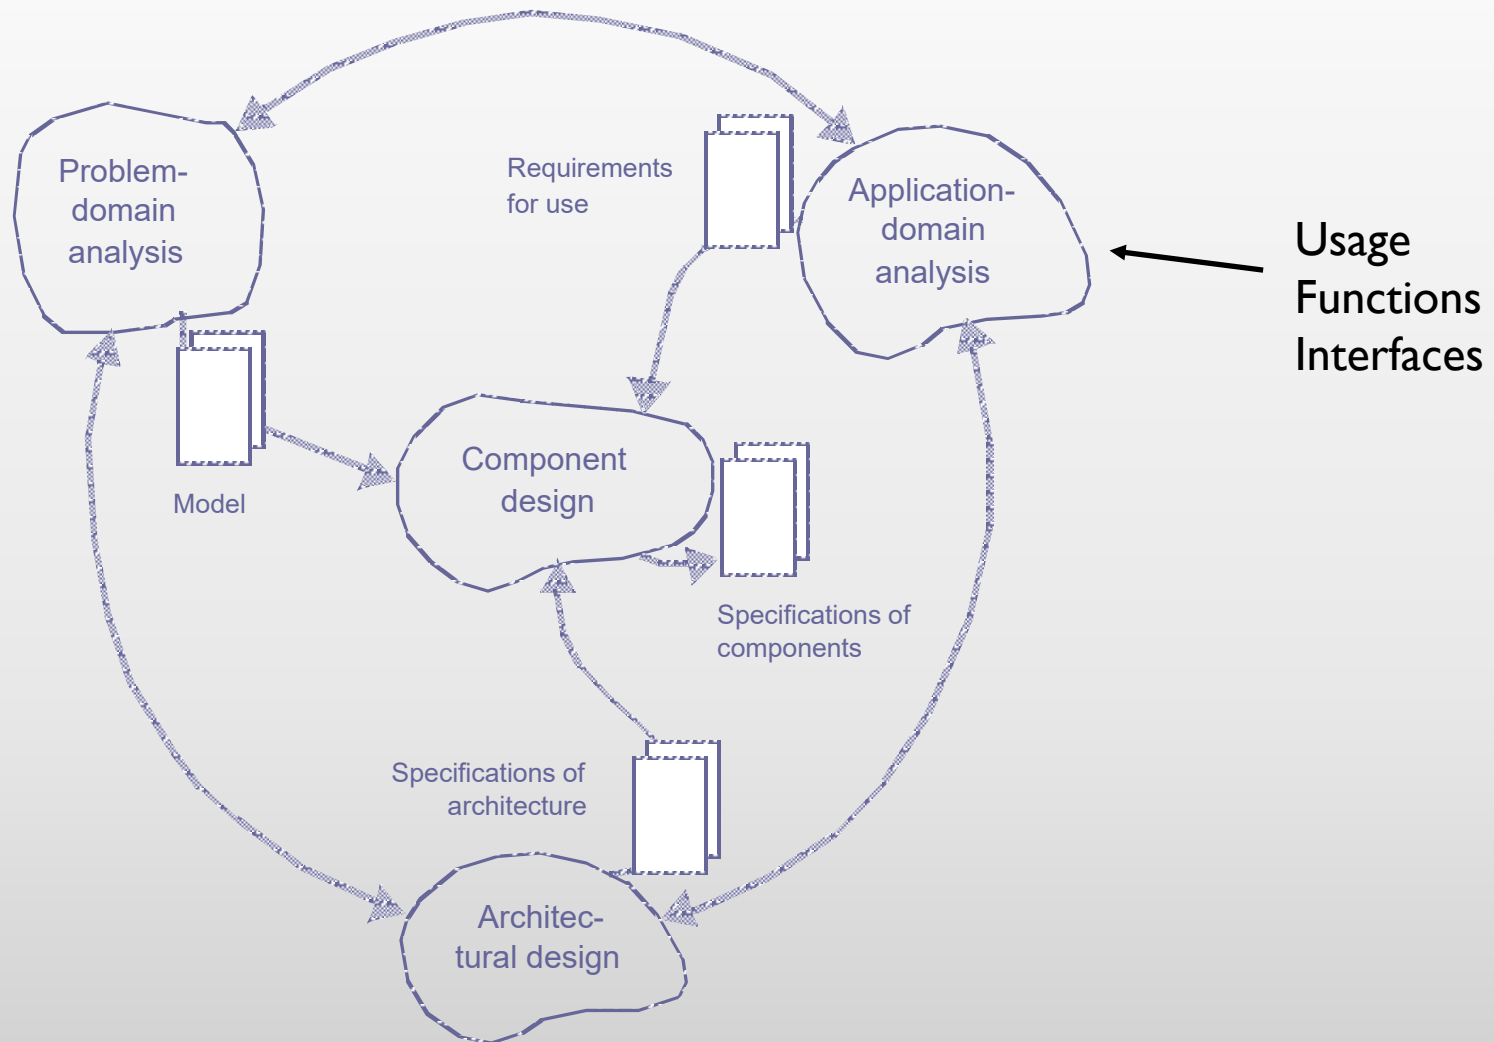 Problem-
domain
analysis
Requirements
for use
Application-
domain
analysis
Usage
Functions
Interfaces
Model
Component
design
Specifications of
components
Specifications of
architecture
Architec-
tural design